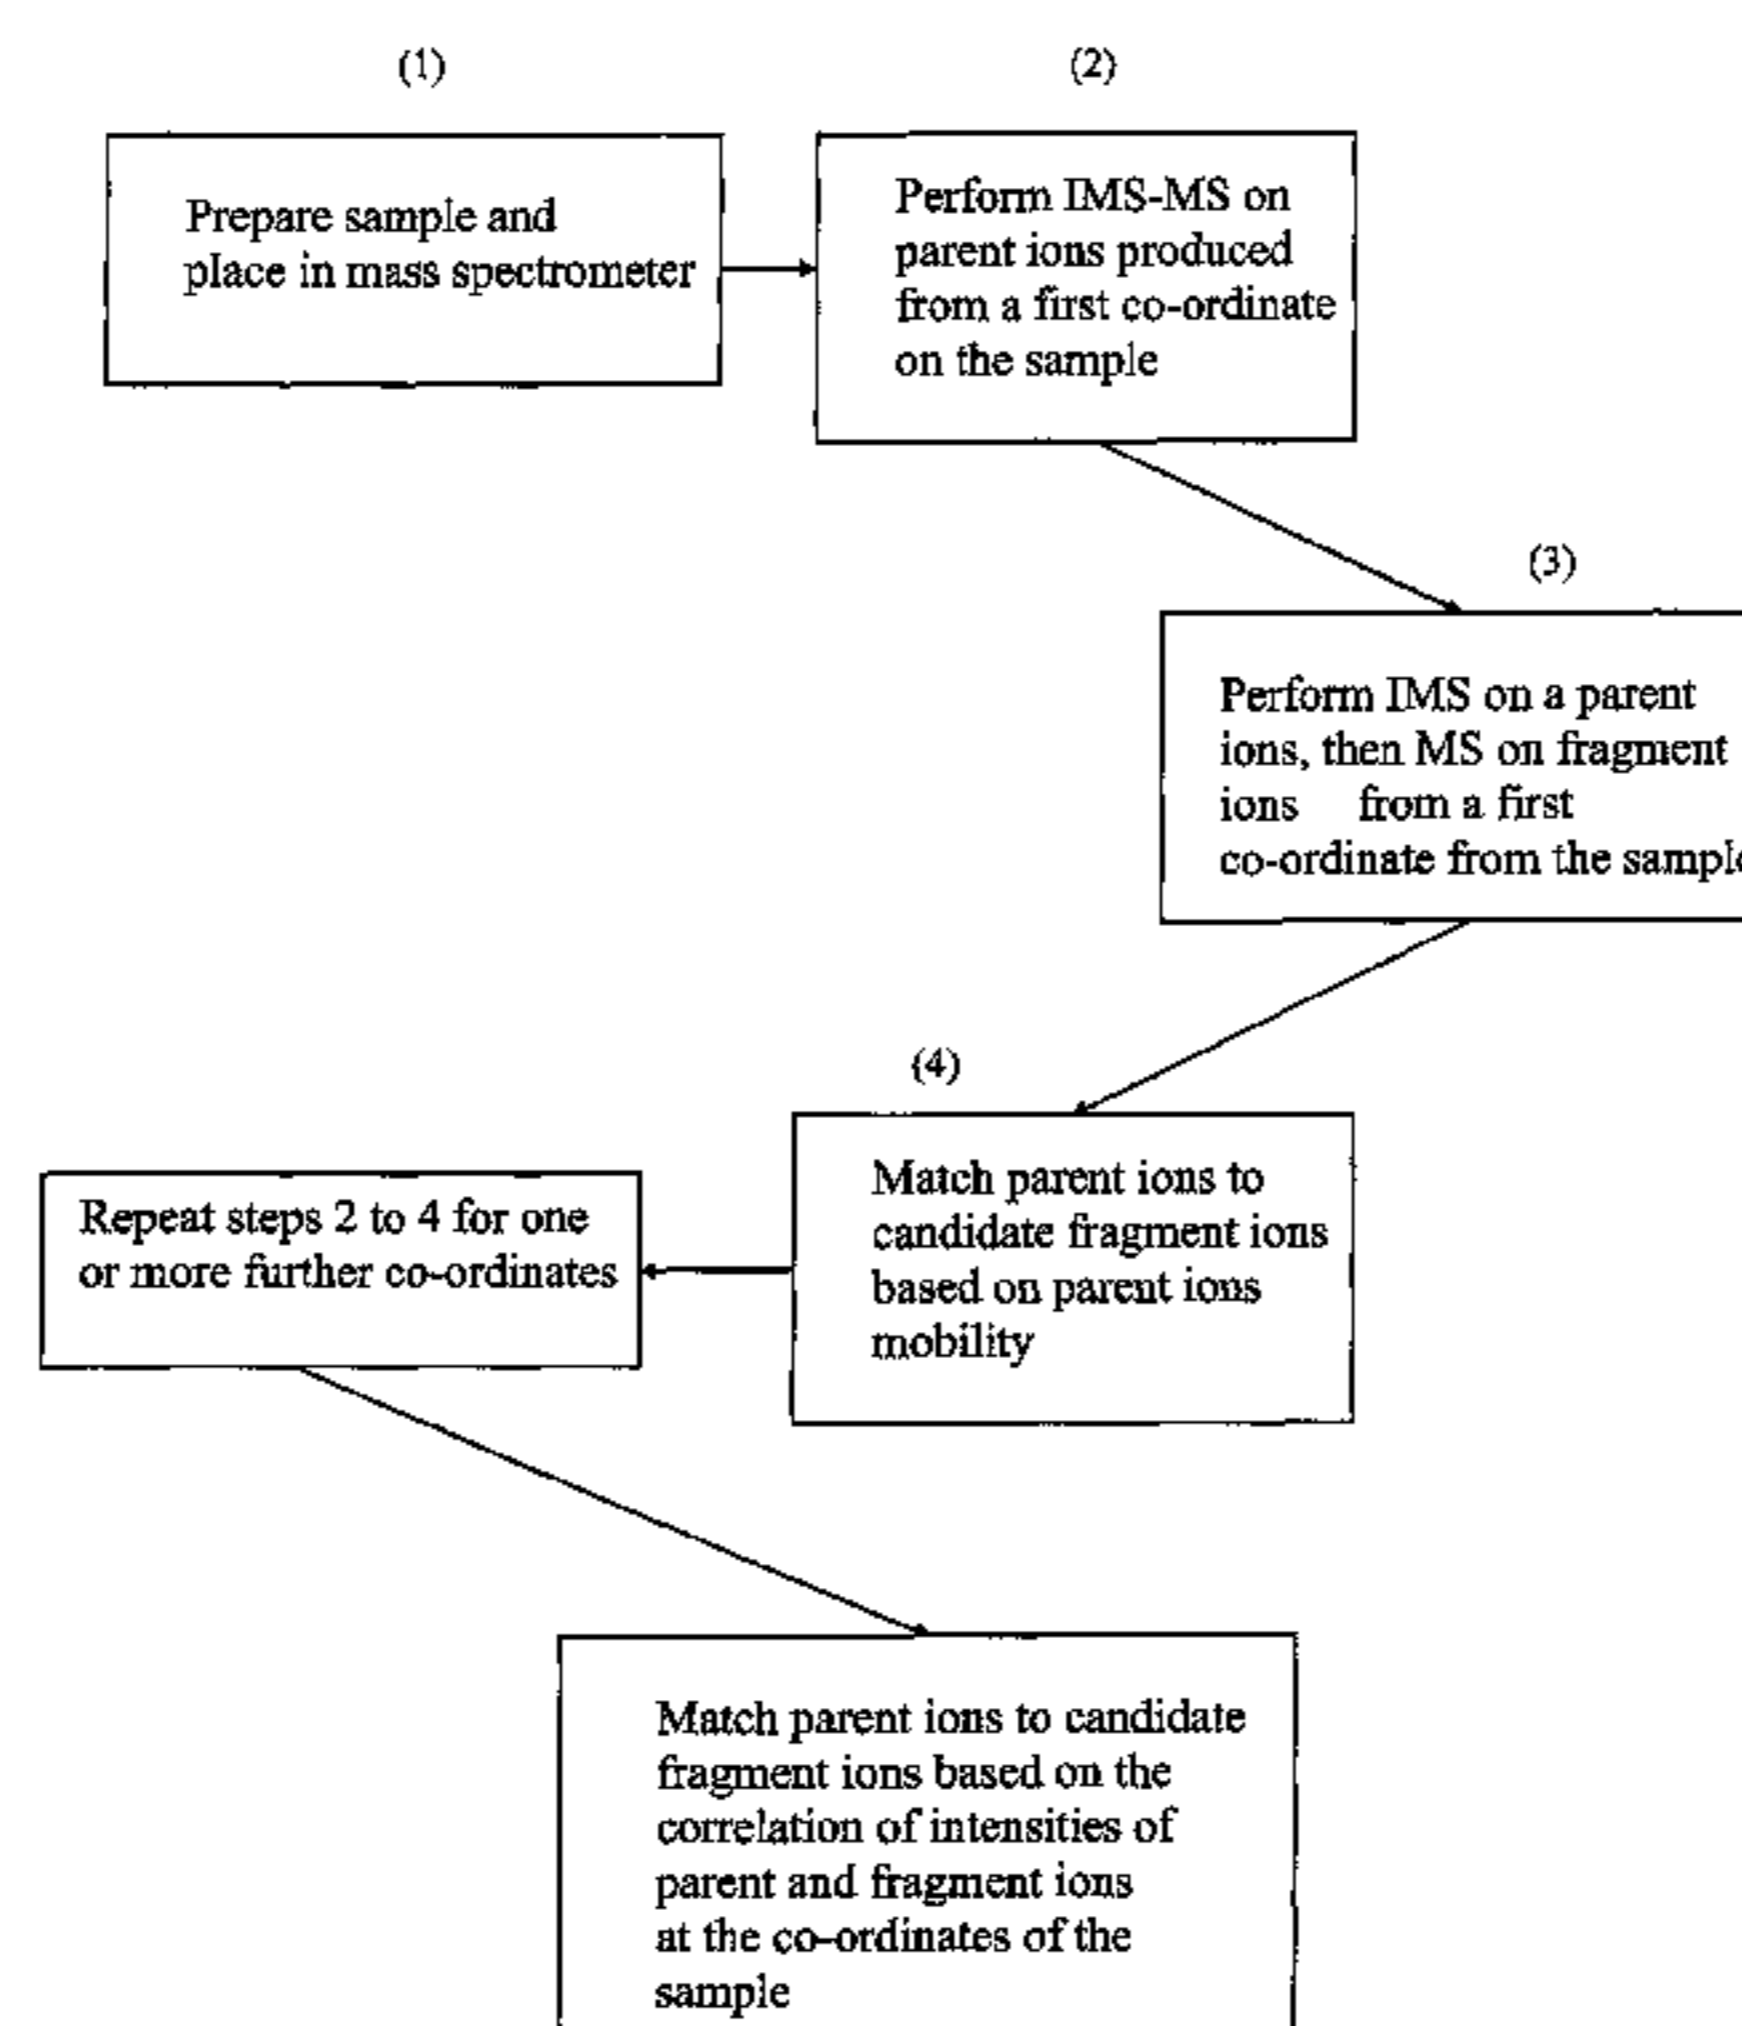 (1)
Prepare sample and
place in mass spectrometer
(2)
Perform IMS-MS on
parent ions produced
from a first co-ordinate
on the sample
(3)
Perform IMS on a parent
ions, then MS on fragment
ions from a first
co-ordinate from the sample
(4)
Match parent ions to
candidate fragment ions
based on parent ions
mobility
Repeat steps 2 to 4 for one
or more further co-ordinates
Match parent ions to candidate
fragment ions based on the
correlation of intensities of
parent and fragment ions
at the co-ordinates of the
sample